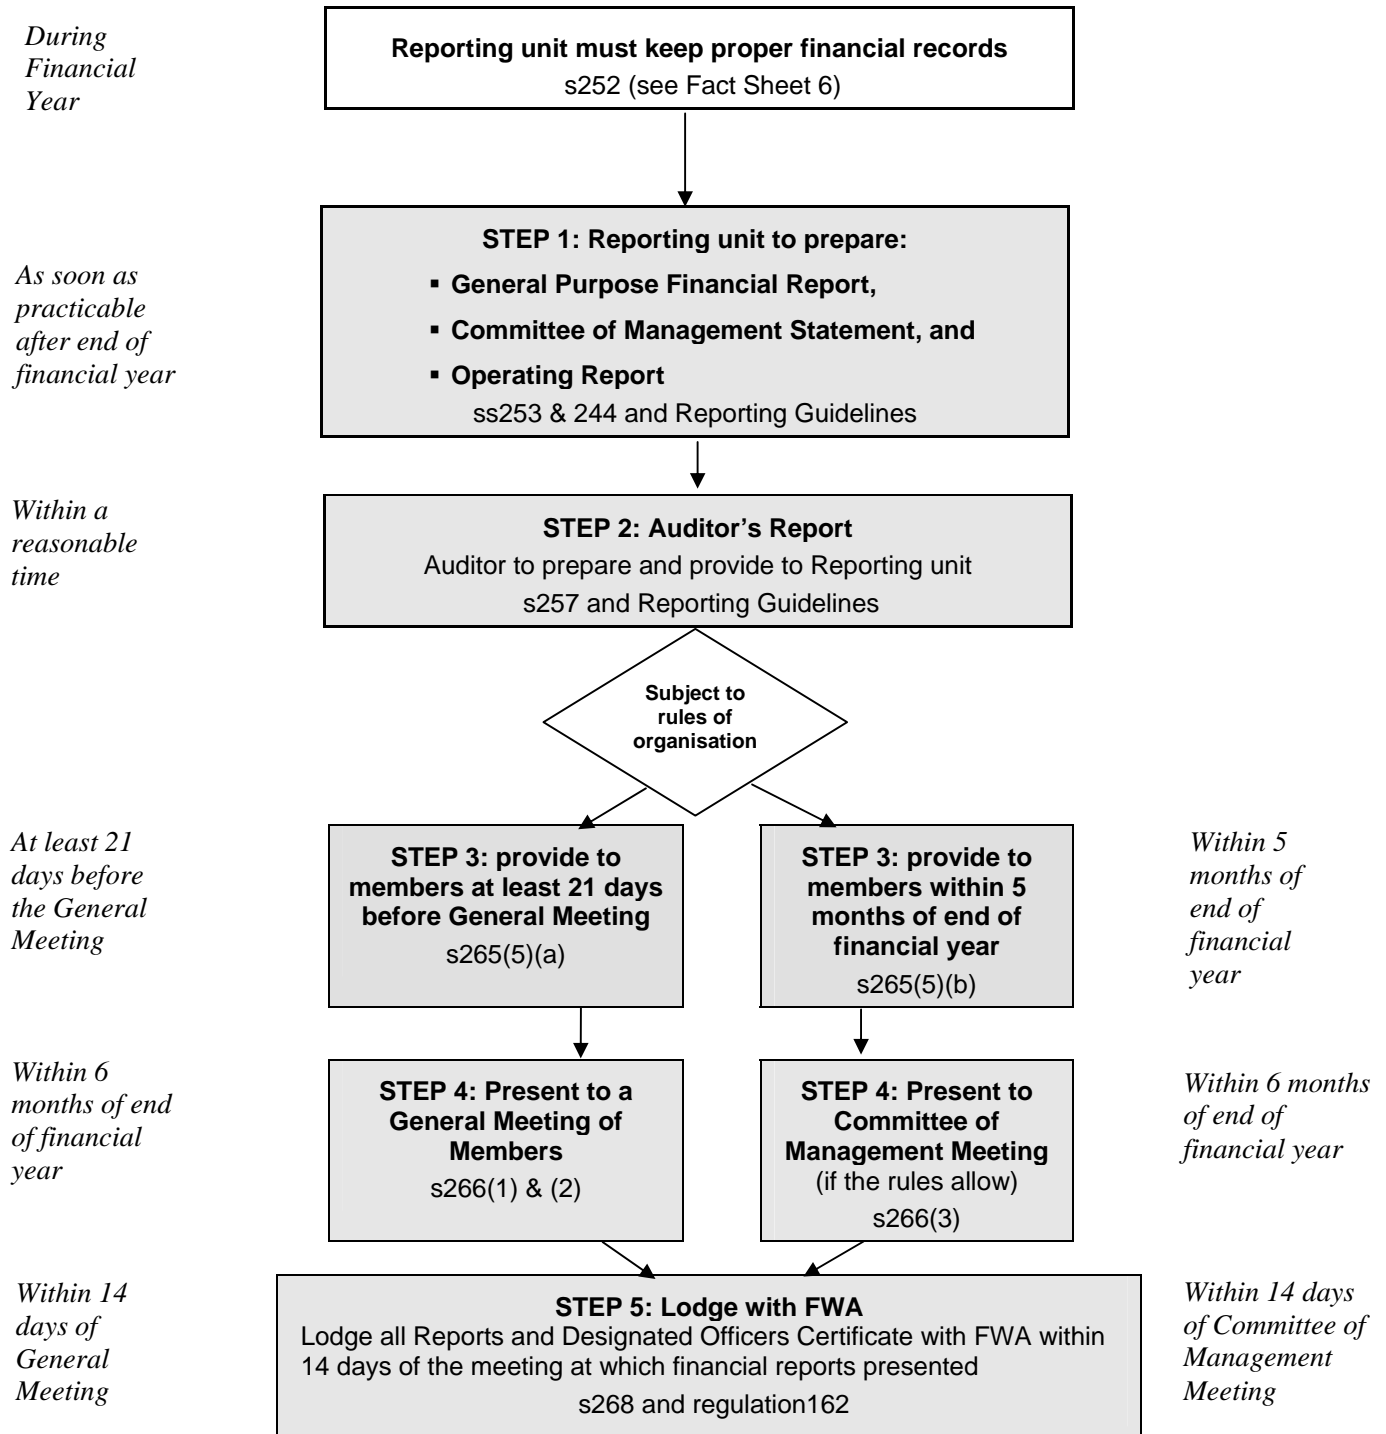 During
Financial
Year
Reporting unit must keep proper financial records
s252 (see Fact Sheet 6)
As soon as
practicable
after end of
financial year
STEP 1: Reporting unit to prepare:
▪ General Purpose Financial Report,
▪ Committee of Management Statement, and
▪ Operating Report
ss253 & 244 and Reporting Guidelines
Within a
reasonable
time
STEP 2: Auditor’s Report
Auditor to prepare and provide to Reporting unit
s257 and Reporting Guidelines
Subject to
rules of
organisation
At least 21
days before
the General
Meeting
STEP 3: provide to
members at least 21 days
before General Meeting
s265(5)(a)
STEP 3: provide to
members within 5
months of end of
financial year
s265(5)(b)
Within 5
months of
end of
financial
year
Within 6
months of end
of financial
year
STEP 4: Present to a
General Meeting of
Members
s266(1) & (2)
STEP 4: Present to
Committee of
Management Meeting
(if the rules allow)
s266(3)
Within 6 months
of end of
financial year
Within 14
days of
General
Meeting
STEP 5: Lodge with FWA
Lodge all Reports and Designated Officers Certificate with FWA within
14 days of the meeting at which financial reports presented
s268 and regulation162
Within 14 days
of Committee of
Management
Meeting